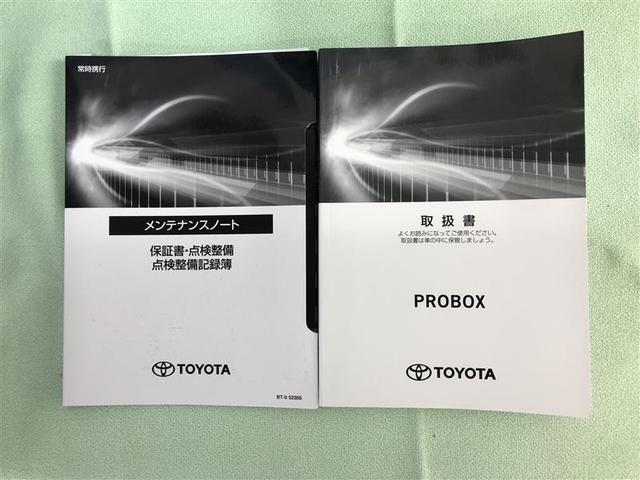 常時携行
メンテナンスノート
保証書・点検整備
点検整備記録簿
TOYOTA
BT-0 52305
取扱書
よくお読みになってご使用ください。
取扱書は車の中に保管しましょう。
PROBOX
TOYOTA